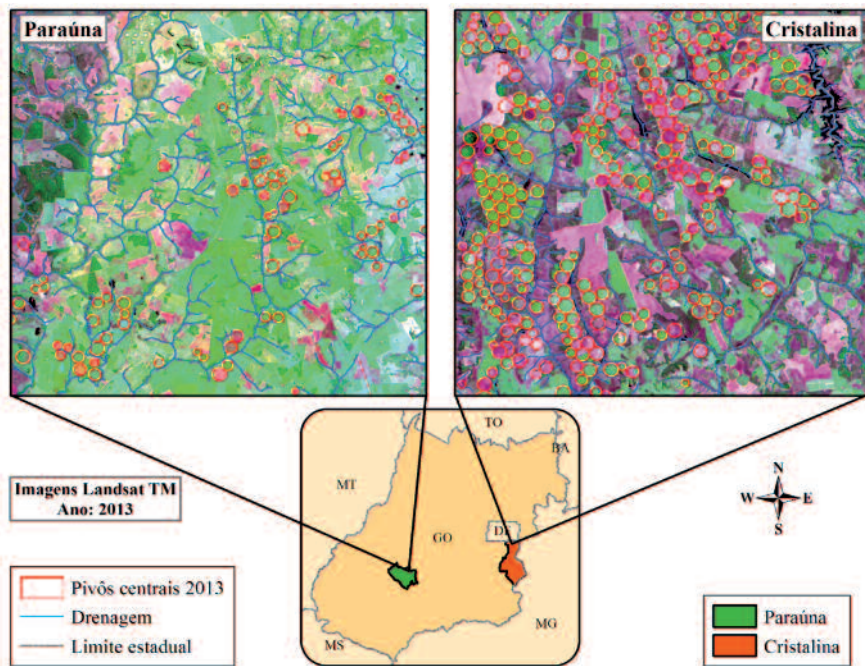 Paraúna
Cristalina
TO
BA
MT
DF
GO
MG
MS
Imagens Landsat TM
Ano: 2013
N
W E
S
Pivôs centrais 2013
Drenagem
Limite estadual
Paraúna
Cristalina